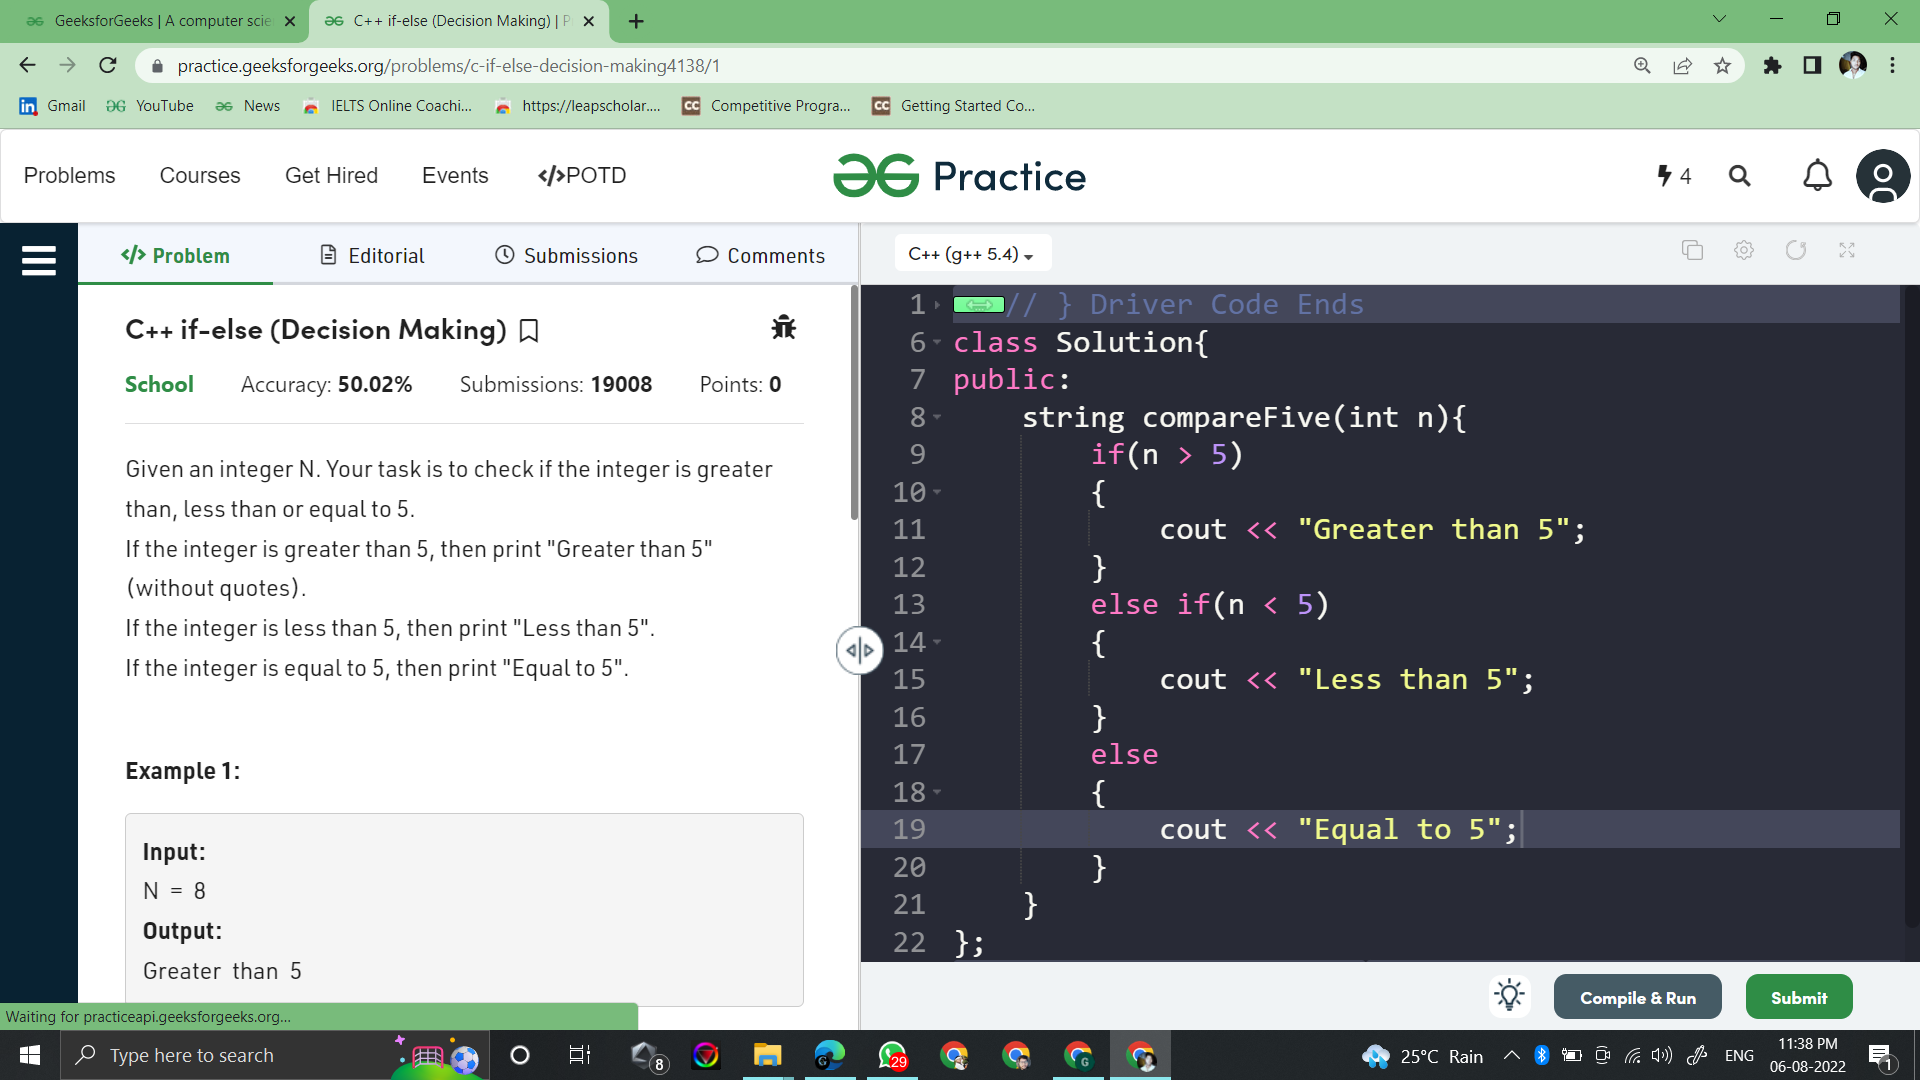 GeeksforGeeks | A computer scie
C++ if-else (Decision Making) | P
practice.geeksforgeeks.org/problems/c-if-else-decision-making4138/1
Gmail YouTube News IELTS Online Coachi... https://leapscholar.... CC Competitive Progra... CC Getting Started Co...
Problems Courses Get Hired Events </>POTD Practice 4
</> Problem Editorial Submissions Comments C++ (g++ 5.4)
C++ if-else (Decision Making)
School Accuracy: 50.02% Submissions: 19008 Points: 0
Given an integer N. Your task is to check if the integer is greater
than, less than or equal to 5.
If the integer is greater than 5, then print "Greater than 5"
(without quotes).
If the integer is less than 5, then print "Less than 5".
If the integer is equal to 5, then print "Equal to 5".
Example 1:
Input:
N = 8
Output:
Greater than 5
1 // } Driver Code Ends
6 class Solution{
7 public:
8 string compareFive(int n){
9 if(n > 5)
10 {
11 cout << "Greater than 5";
12 }
13 else if(n < 5)
14 {
15 cout << "Less than 5";
16 }
17 else
18 {
19 cout << "Equal to 5";
20 }
21 }
22 };
Compile & Run Submit
Waiting for practiceapi.geeksforgeeks.org...
Type here to search 8 29 25°C Rain ENG 11:38 PM
06-08-2022 1